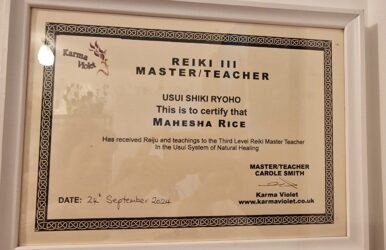 Karma
Violet
REIKI III
MASTER/TEACHER
USUI SHIKI RYOHO
This is to certify that
MAHESHA RICE
Has received Reiju and teachings to the Third Level Reiki Master Teacher
In the Usui System of Natural Healing
MASTER/TEACHER
CAROLE SMITH
Karma Violet
www.karmaviolet.co.uk
DATE: 24th September 2024